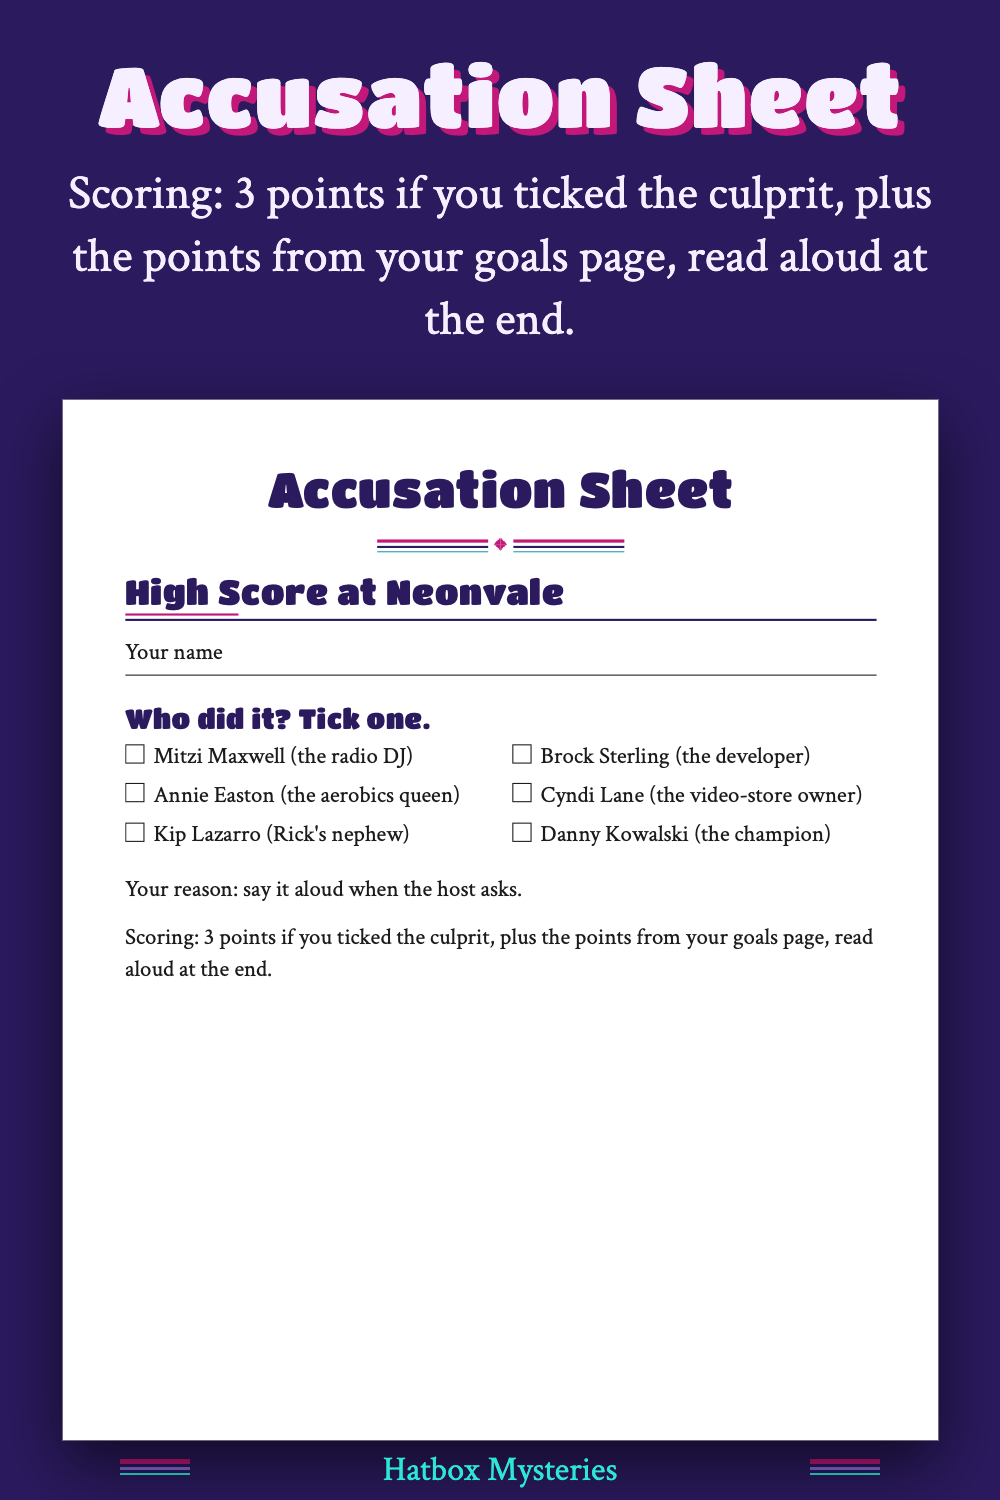 Accusation Sheet
Scoring: 3 points if you ticked the culprit, plus
the points from your goals page, read aloud at
the end.
Accusation Sheet
High Score at Neonvale
Your name
Who did it? Tick one.
Mitzi Maxwell (the radio DJ)
Brock Sterling (the developer)
Annie Easton (the aerobics queen)
Cyndi Lane (the video-store owner)
Kip Lazarro (Rick's nephew)
Danny Kowalski (the champion)
Your reason: say it aloud when the host asks.
Scoring: 3 points if you ticked the culprit, plus the points from your goals page, read
aloud at the end.
Hatbox Mysteries